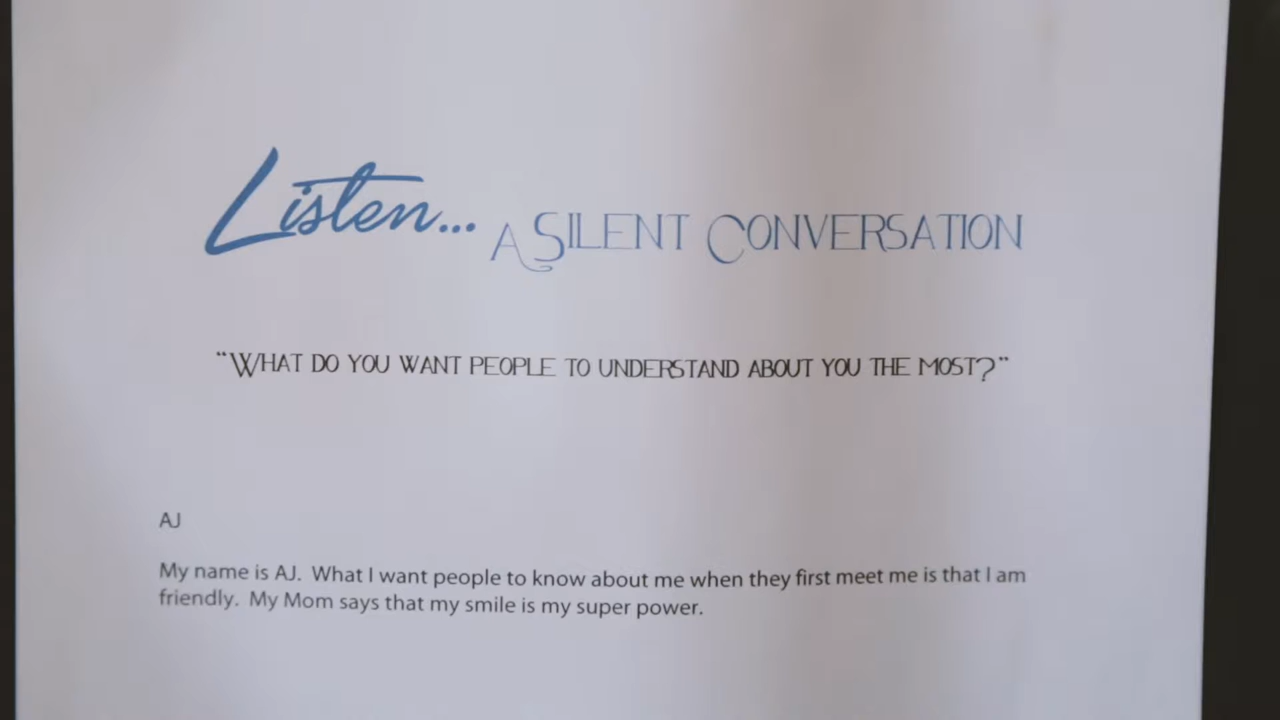 Listen... A Silent Conversation
"What do you want people to understand about you the most?"
AJ
My name is AJ.  What I want people to know about me when they first meet me is that I am
friendly.  My Mom says that my smile is my super power.